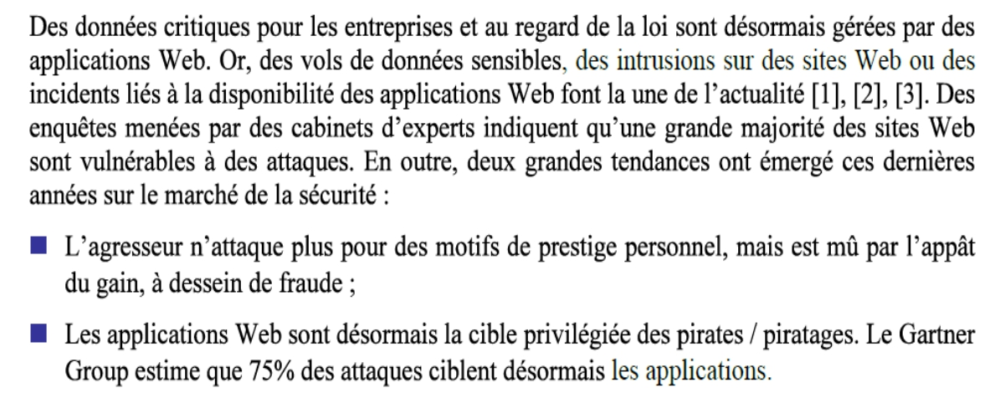 Des données critiques pour les entreprises et au regard de la loi sont désormais gérées par des
applications Web. Or, des vols de données sensibles, des intrusions sur des sites Web ou des
incidents liés à la disponibilité des applications Web font la une de l’actualité [1], [2], [3]. Des
enquêtes menées par des cabinets d’experts indiquent qu’une grande majorité des sites Web
sont vulnérables à des attaques. En outre, deux grandes tendances ont émergé ces dernières
années sur le marché de la sécurité :
L’agresseur n’attaque plus pour des motifs de prestige personnel, mais est mû par l’appât
du gain, à dessein de fraude ;
Les applications Web sont désormais la cible privilégiée des pirates / piratages. Le Gartner
Group estime que 75% des attaques ciblent désormais les applications.